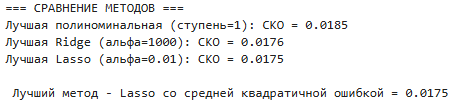 === СРАВНЕНИЕ МЕТОДОВ ===
Лучшая полиноминальная (ступень=1): СКО = 0.0185
Лучшая Ridge (альфа=1000): СКО = 0.0176
Лучшая Lasso (альфа=0.01): СКО = 0.0175
Лучший метод - Lasso со средней квадратичной ошибкой = 0.0175